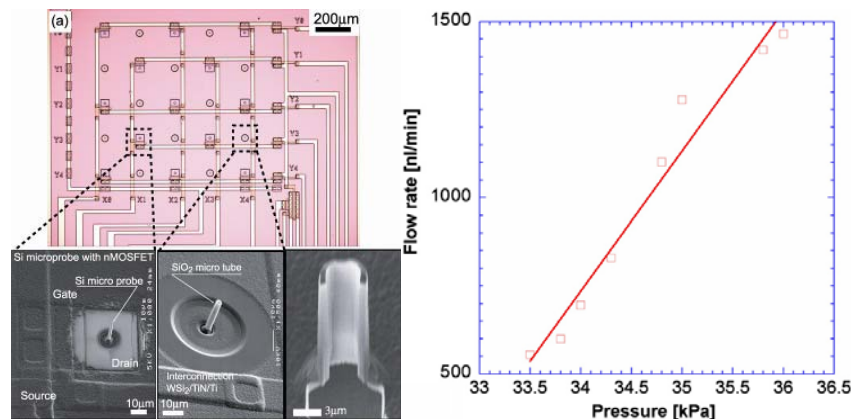 (a)
200μm
Y0
Y1
Y1
Y2
Y2
Y3
Y3
Y4
Y4
X0 X1 X2 X3 X4
Si microprobe with nMOSFET
Si micro probe
Gate
Drain
Source
10μm
SiO2 micro tube
Interconnection
WSi2/TiN/Ti
10μm
3μm
Flow rate [nl/min]
1500
1000
500
33 33.5 34 34.5 35 35.5 36 36.5
Pressure [kPa]